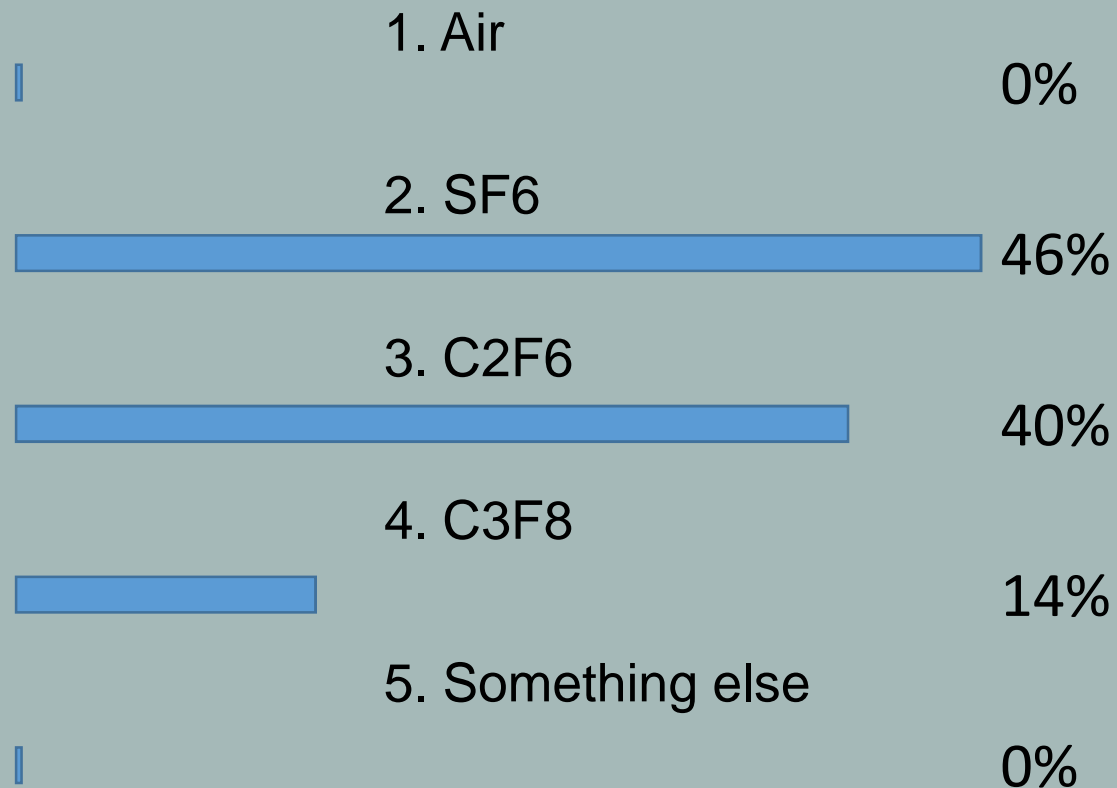 1. Air
0%
2. SF6
46%
3. C2F6
40%
4. C3F8
14%
5. Something else
0%